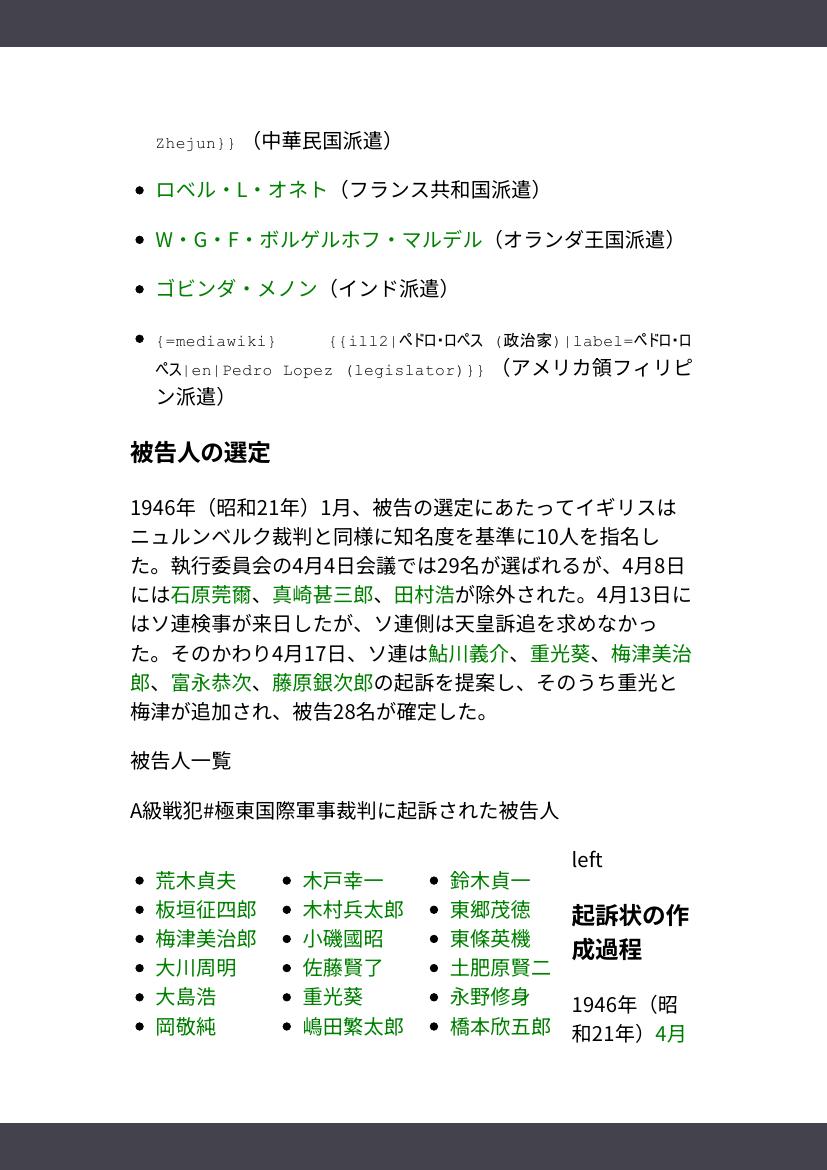 Zhejun}} （中華民国派遣）
• ロベル・L・オネト（フランス共和国派遣）
• W・G・F・ボルゲルホフ・マルデル（オランダ王国派遣）
• ゴビンダ・メノン（インド派遣）
• {=mediawiki} {{ill2|ペドロ・ロペス (政治家)|label=ペドロ・ロ
ペス|en|Pedro Lopez (legislator)}} （アメリカ領フィリピ
ン派遣）
被告人の選定
1946年（昭和21年）1月、被告の選定にあたってイギリスは
ニュルンベルク裁判と同様に知名度を基準に10人を指名し
た。執行委員会の4月4日会議では29名が選ばれるが、4月8日
には石原莞爾、真崎甚三郎、田村浩が除外された。4月13日に
はソ連検事が来日したが、ソ連側は天皇訴追を求めなかっ
た。そのかわり4月17日、ソ連は鮎川義介、重光葵、梅津美治
郎、富永恭次、藤原銀次郎の起訴を提案し、そのうち重光と
梅津が追加され、被告28名が確定した。
被告人一覧
A級戦犯#極東国際軍事裁判に起訴された被告人
• 荒木貞夫
• 板垣征四郎
• 梅津美治郎
• 大川周明
• 大島浩
• 岡敬純
• 木戸幸一
• 木村兵太郎
• 小磯國昭
• 佐藤賢了
• 重光葵
• 嶋田繁太郎
• 鈴木貞一
• 東郷茂徳
• 東條英機
• 土肥原賢二
• 永野修身
• 橋本欣五郎
left
起訴状の作
成過程
1946年（昭
和21年）4月